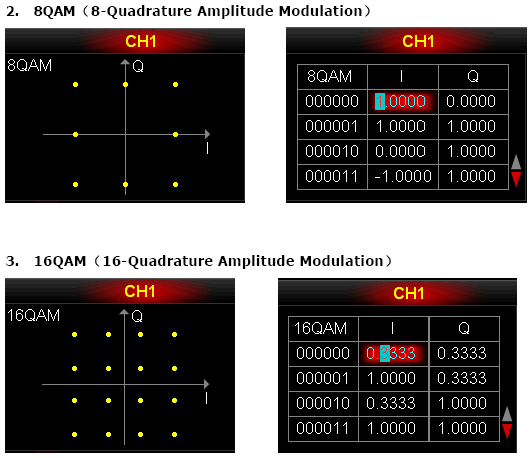 2. 8QAM（8-Quadrature Amplitude Modulation）
CH1
8QAM
Q
I
CH1
8QAM I Q
000000 1.0000 0.0000
000001 1.0000 1.0000
000010 0.0000 1.0000
000011 -1.0000 1.0000
3. 16QAM（16-Quadrature Amplitude Modulation）
CH1
16QAM
Q
I
CH1
16QAM I Q
000000 0.3333 0.3333
000001 1.0000 0.3333
000010 0.3333 1.0000
000011 1.0000 1.0000